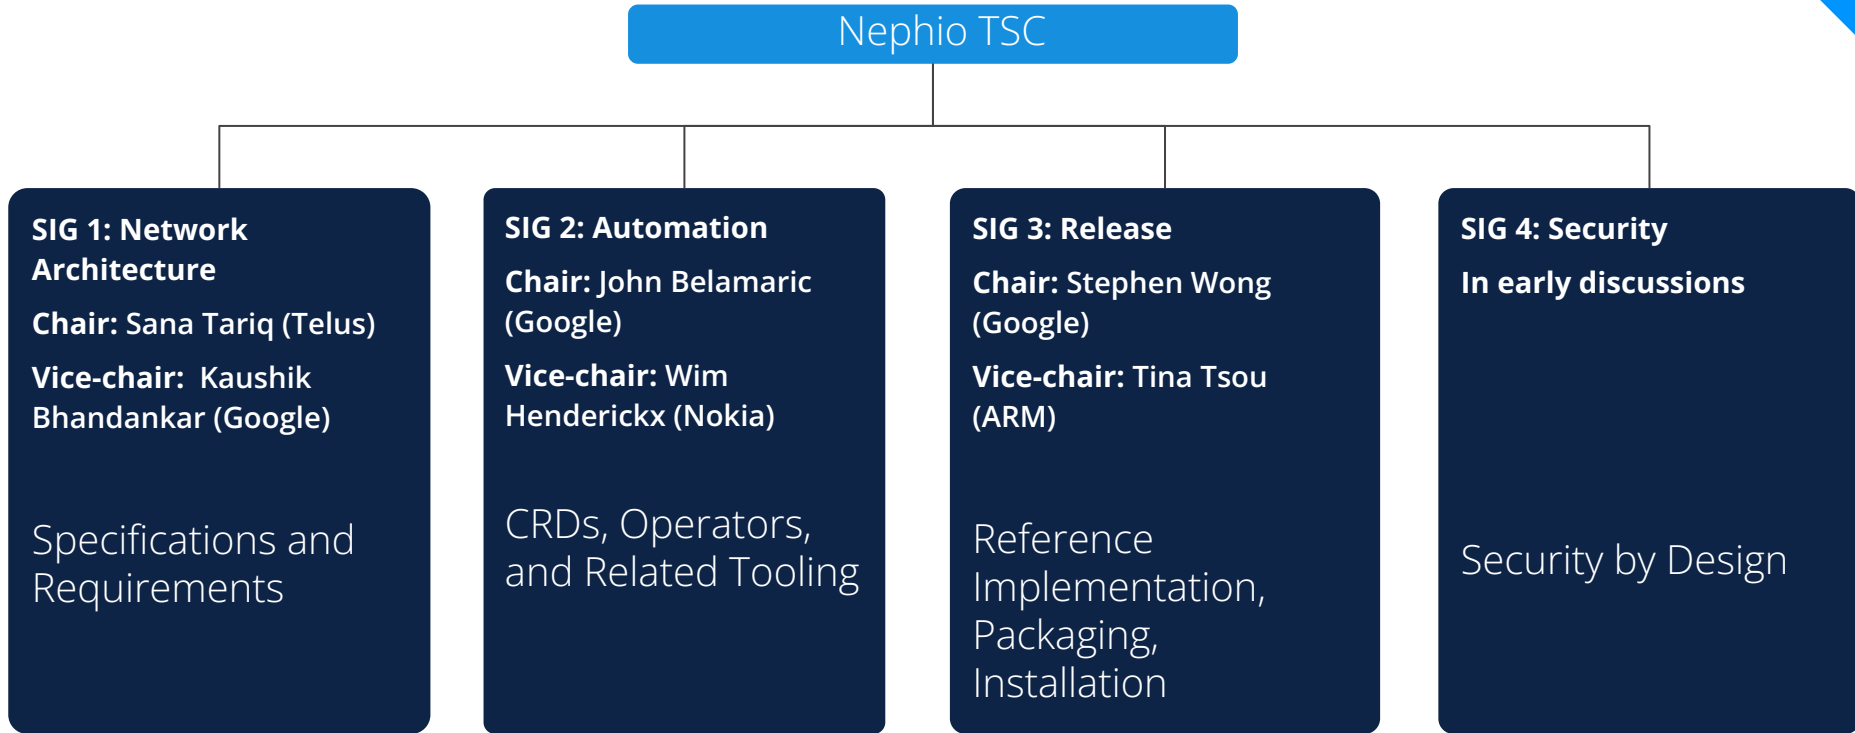 Nephio TSC
SIG 1: Network
Architecture
Chair: Sana Tariq (Telus)
Vice-chair: Kaushik
Bhandankar (Google)
Specifications and
Requirements
SIG 2: Automation
Chair: John Belamaric
(Google)
Vice-chair: Wim
Henderickx (Nokia)
CRDs, Operators,
and Related Tooling
SIG 3: Release
Chair: Stephen Wong
(Google)
Vice-chair: Tina Tsou
(ARM)
Reference
Implementation,
Packaging,
Installation
SIG 4: Security
In early discussions
Security by Design